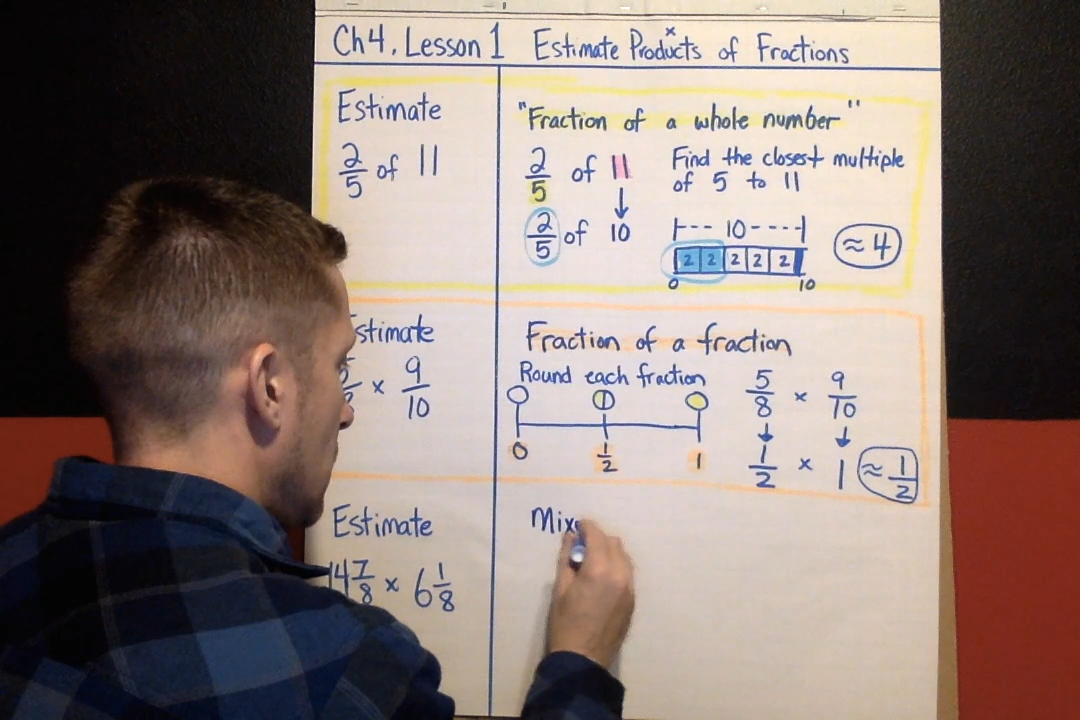 Ch4. Lesson 1 Estimate Products of Fractions
x
Estimate
2/5 of 11
"Fraction of a whole number"
2/5 of 11
Find the closest multiple
of 5 to 11
2/5 of 10
10
2 2 2 2 2
0 10
≈ 4
stimate
x 9/10
Fraction of a fraction
Round each fraction
0 1/2 1
5/8 x 9/10
1/2 x 1 ≈ 1/2
Estimate
14 7/8 x 6 1/8
Mixe